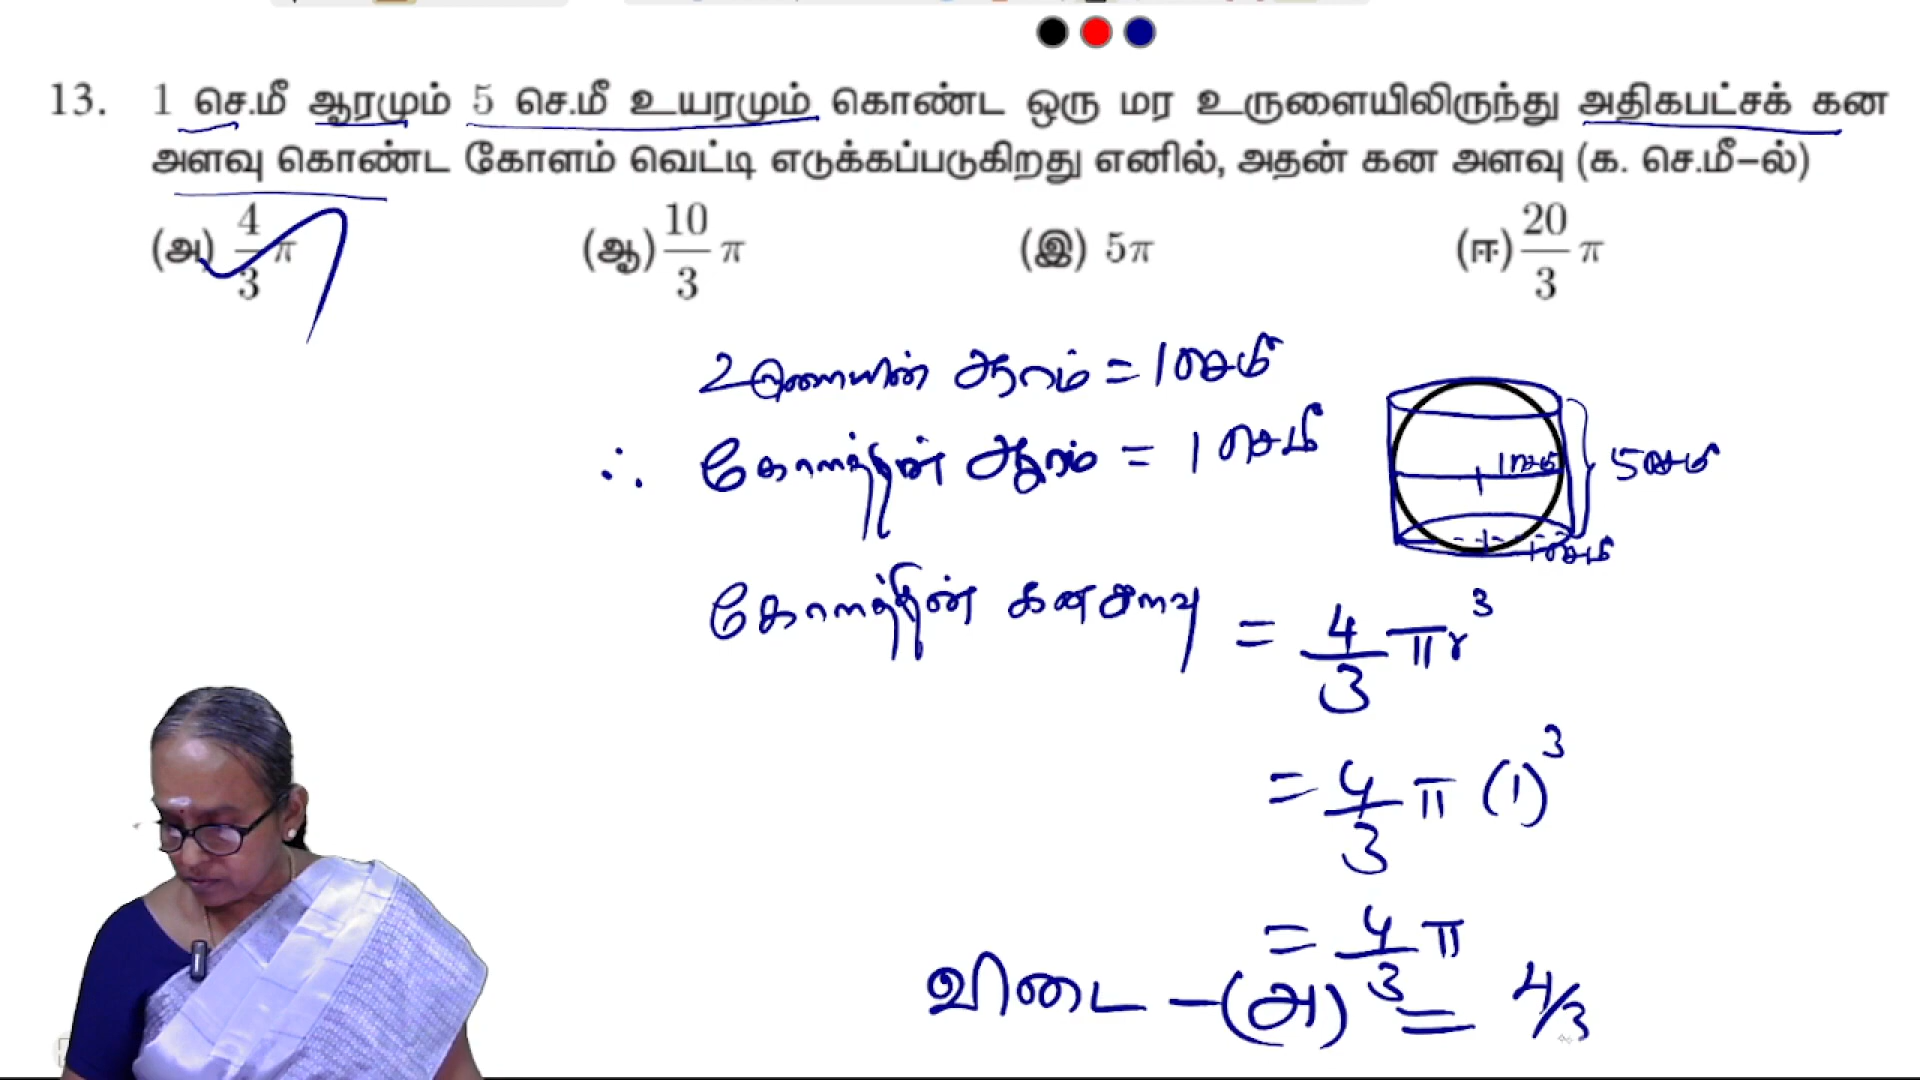 13. 1 செ.மீ ஆரமும் 5 செ.மீ உயரமும் கொண்ட ஒரு மர உருளையிலிருந்து அதிகபட்சக் கன
அளவு கொண்ட கோளம் வெட்டி எடுக்கப்படுகிறது எனில், அதன் கன அளவு (க. செ.மீ–ல்)
(அ) 4/3 π (ஆ) 10/3 π (இ) 5π (ஈ) 20/3 π
உருளையின் ஆரம் = 1 செமீ
∴ கோளத்தின் ஆரம் = 1 செமீ
1 செமீ
5 செமீ
1 செமீ
கோளத்தின் கனஅளவு = 4/3 πr³
= 4/3 π (1)³
= 4/3 π
விடை – (அ) = 4/3